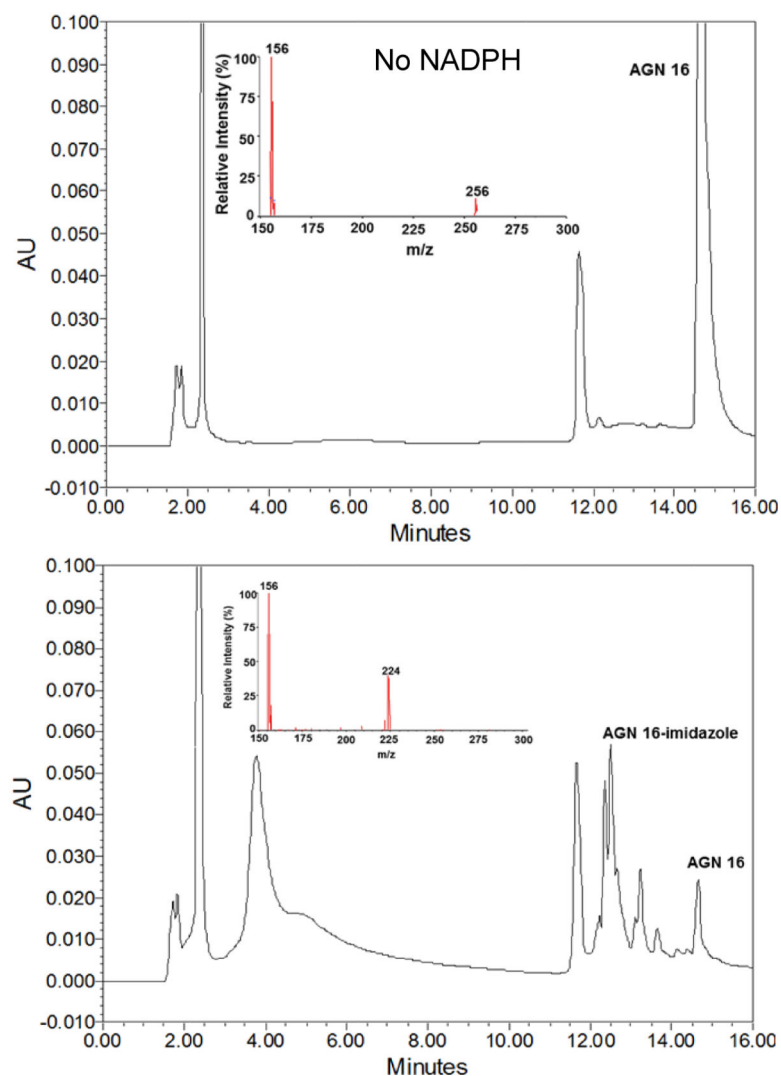 0.100
0.090
0.080
0.070
0.060
0.050
0.040
0.030
0.020
0.010
0.000
-0.010
AU
No NADPH
AGN 16
156
256
Relative Intensity (%)
100
75
50
25
0
150 175 200 225 250 275 300
m/z
0.00 2.00 4.00 6.00 8.00 10.00 12.00 14.00 16.00
Minutes
0.100
0.090
0.080
0.070
0.060
0.050
0.040
0.030
0.020
0.010
0.000
-0.010
AU
156
224
Relative Intensity (%)
100
75
50
25
0
150 175 200 225 250 275 300
m/z
AGN 16-imidazole
AGN 16
0.00 2.00 4.00 6.00 8.00 10.00 12.00 14.00 16.00
Minutes